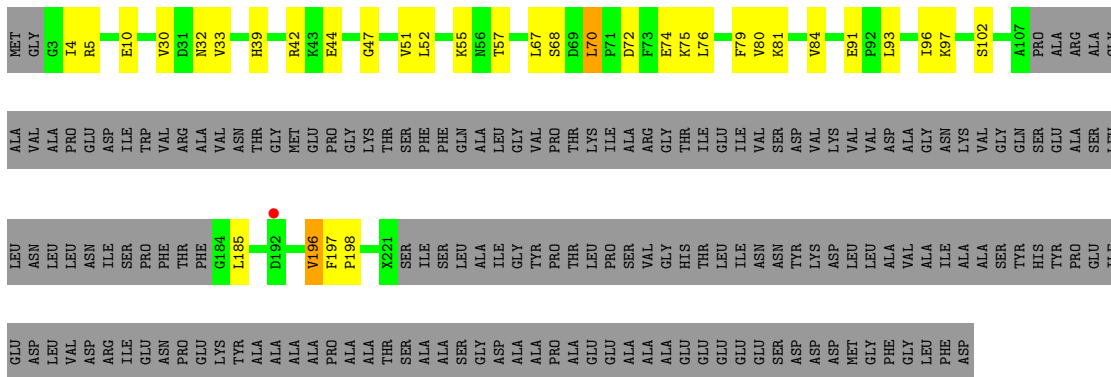 MET GLY G3 I4 R5 E10 V30 D31 N32 V33 H39 R42 K43 E44 G47 V51 L52 K55 N56 T57 L67 S68 D69 L70 P71 D72 F73 E74 K75 L76 F79 V80 K81 V84 E91 P92 L93 I96 K97 S102 A107 PRO ALA ARG ALA
ALA VAL ALA PRO GLU ASP ILE TRP VAL ARG ALA VAL ASN THR GLY MET GLU PRO GLY LYS THR SER PHE PHE GLN ALA LEU GLY VAL PRO THR LYS ILE ALA ARG GLY THR ILE GLU ILE VAL SER ASP VAL LYS VAL VAL ASP ALA GLY ASN LYS VAL GLY GLN SER GLU ALA SER
LEU ASN LEU LEU ASN ILE SER PRO PHE THR PHE G184 L185 D192 V196 F197 P198 X221 SER ILE SER LEU ALA ILE GLY TYR PRO THR LEU PRO SER VAL GLY HIS THR LEU ILE ASN ASN TYR LYS ASP LEU LEU ALA VAL ALA ILE ALA ALA SER TYR HIS TYR PRO GLU
GLU ASP LEU VAL ASP ARG ILE GLU ASN PRO GLU LYS TYR ALA ALA ALA ALA PRO ALA ALA THR SER ALA ALA SER GLY ASP ALA ALA PRO ALA GLU GLU ALA ALA ALA GLU GLU GLU GLU GLU SER ASP ASP ASP MET GLY PHE GLY LEU PHE ASP